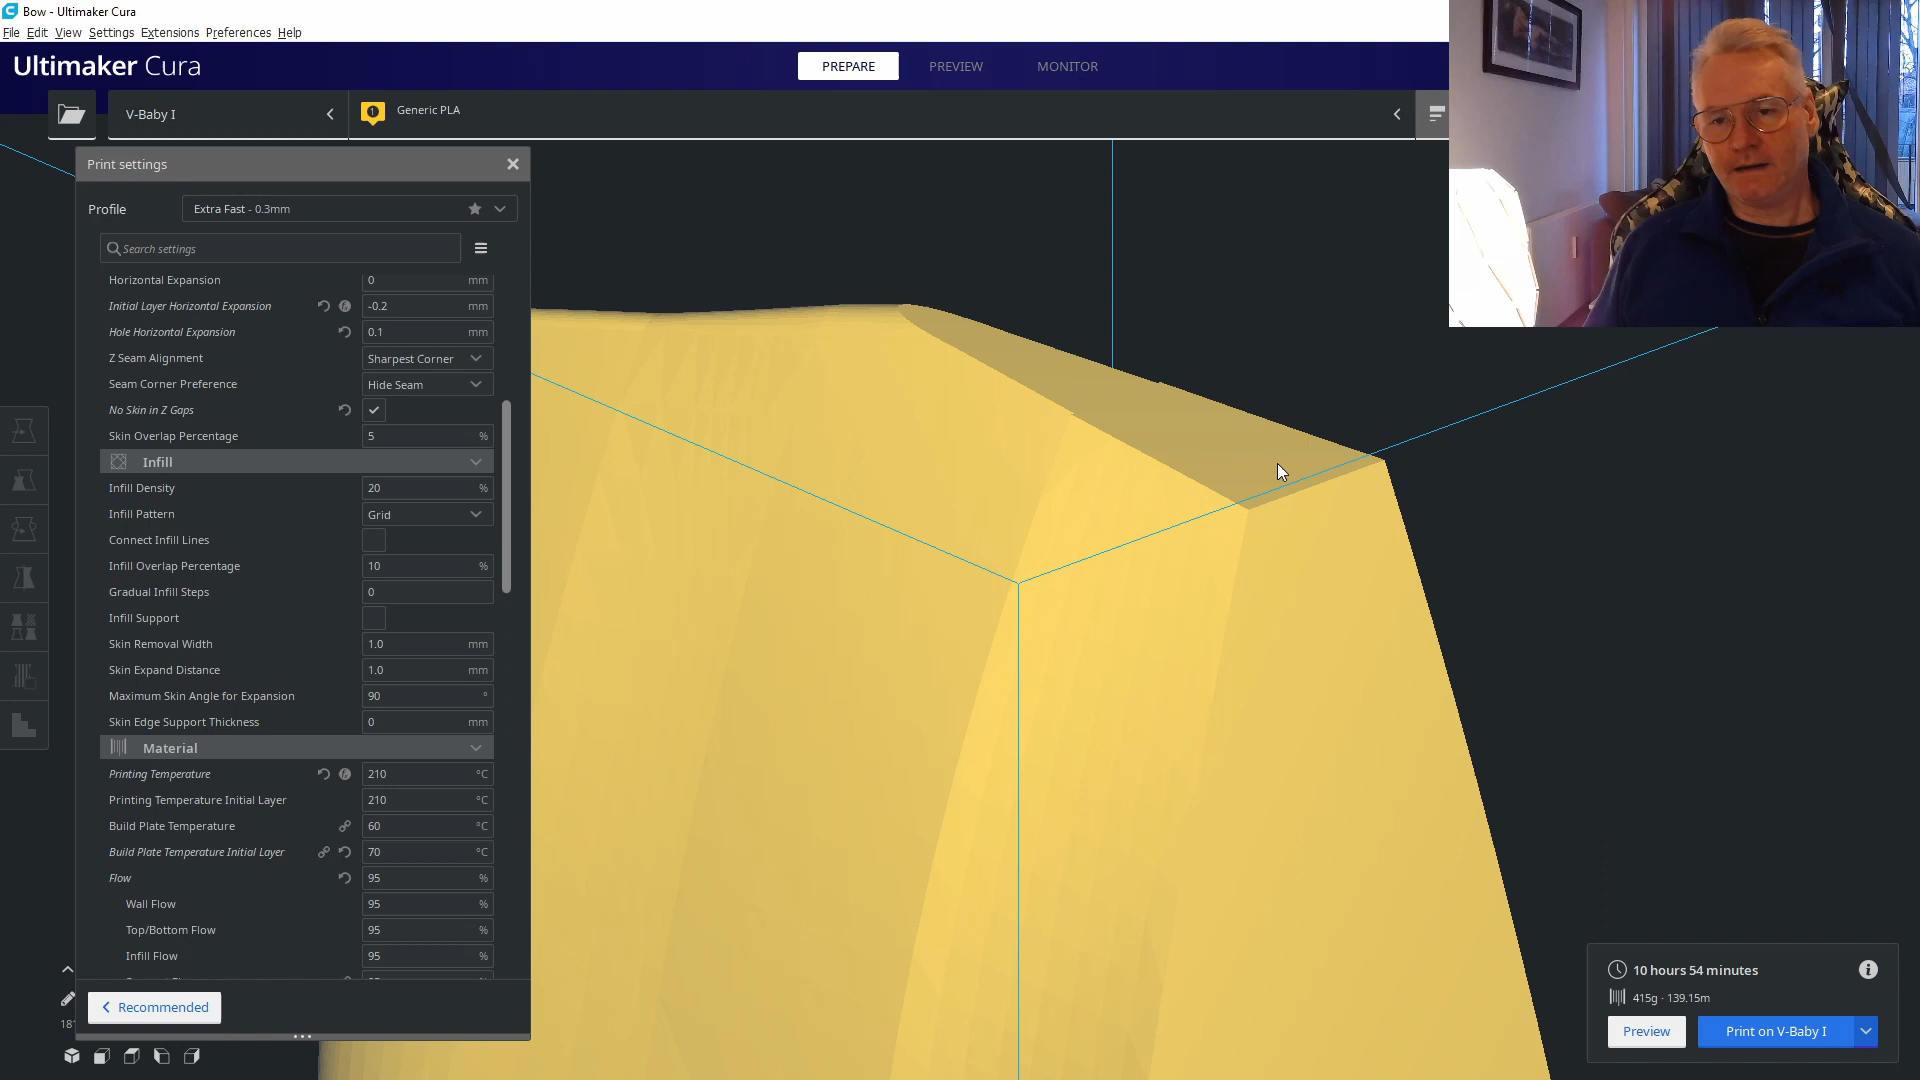 Bow - Ultimaker Cura
File Edit View Settings Extensions Preferences Help
Ultimaker Cura
PREPARE PREVIEW MONITOR
V-Baby I
1
Generic PLA
Print settings
Profile Extra Fast - 0.3mm
Search settings
Horizontal Expansion 0 mm
Initial Layer Horizontal Expansion -0.2 mm
Hole Horizontal Expansion 0.1 mm
Z Seam Alignment Sharpest Corner
Seam Corner Preference Hide Seam
No Skin in Z Gaps
Skin Overlap Percentage 5 %
Infill
Infill Density 20 %
Infill Pattern Grid
Connect Infill Lines
Infill Overlap Percentage 10 %
Gradual Infill Steps 0
Infill Support
Skin Removal Width 1.0 mm
Skin Expand Distance 1.0 mm
Maximum Skin Angle for Expansion 90 °
Skin Edge Support Thickness 0 mm
Material
Printing Temperature 210 °C
Printing Temperature Initial Layer 210 °C
Build Plate Temperature 60 °C
Build Plate Temperature Initial Layer 70 °C
Flow 95 %
Wall Flow 95 %
Top/Bottom Flow 95 %
Infill Flow 95 %
Recommended
10 hours 54 minutes
415g · 139.15m
Preview Print on V-Baby I